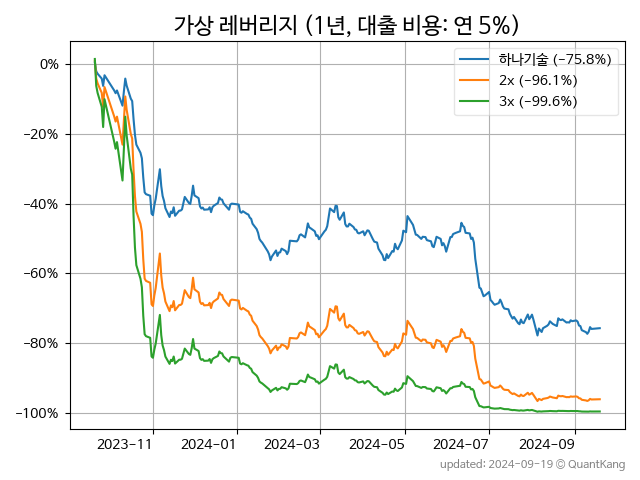 가상 레버리지 (1년, 대출 비용: 연 5%)
하나기술 (-75.8%)
2x (-96.1%)
3x (-99.6%)
0%
-20%
-40%
-60%
-80%
-100%
2023-11 2024-01 2024-03 2024-05 2024-07 2024-09
updated: 2024-09-19 © QuantKang